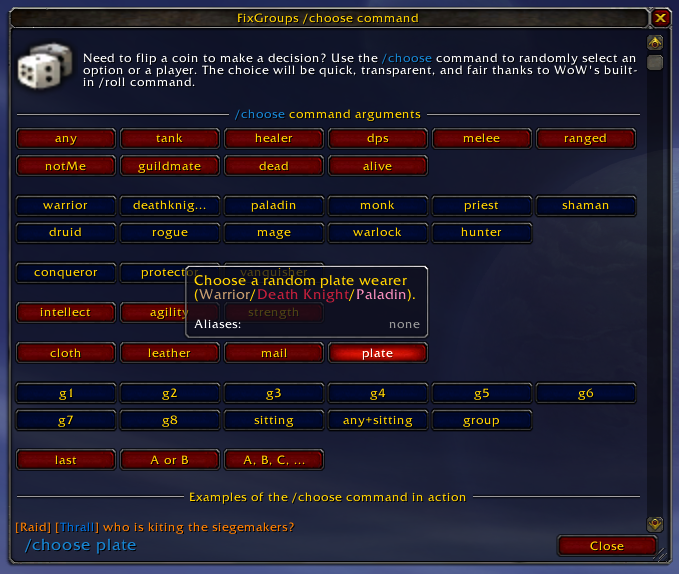 FixGroups /choose command
Need to flip a coin to make a decision? Use the /choose command to randomly select an
option or a player. The choice will be quick, transparent, and fair thanks to WoW's built-
in /roll command.
/choose command arguments
any tank healer dps melee ranged
notMe guildmate dead alive
warrior deathknig... paladin monk priest shaman
druid rogue mage warlock hunter
conqueror protector vanquisher
Choose a random plate wearer
(Warrior/Death Knight/Paladin).
Aliases: none
intellect agility strength
cloth leather mail plate
g1 g2 g3 g4 g5 g6
g7 g8 sitting any+sitting group
last A or B A, B, C, ...
Examples of the /choose command in action
[Raid] [Thrall] who is kiting the siegemakers?
/choose plate
Close